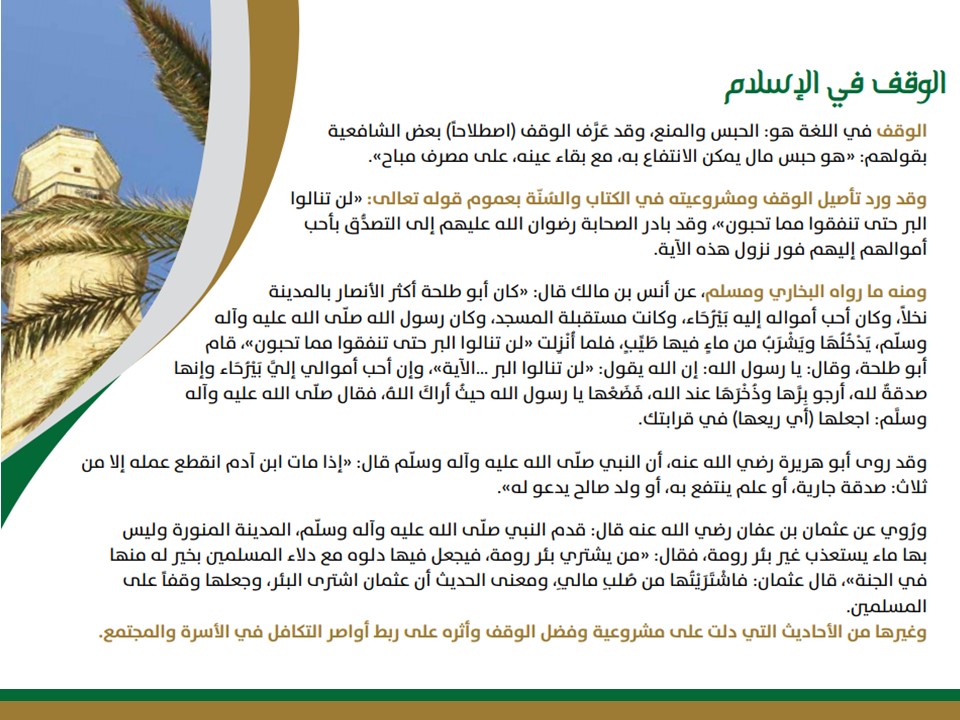 الوقف في الإسلام
الوقف في اللغة هو: الحبس والمنع، وقد عَرَّف الوقف (اصطلاحاً) بعض الشافعية
بقولهم: «هو حبس مال يمكن الانتفاع به، مع بقاء عينه، على مصرف مباح».
وقد ورد تأصيل الوقف ومشروعيته في الكتاب والسُنّة بعموم قوله تعالى: «لن تنالوا
البر حتى تنفقوا مما تحبون»، وقد بادر الصحابة رضوان الله عليهم إلى التصدُّق بأحب
أموالهم إليهم فور نزول هذه الآية.
ومنه ما رواه البخاري ومسلم، عن أنس بن مالك قال: «كان أبو طلحة أكثر الأنصار بالمدينة
نخلاً، وكان أحب أمواله إليه بَيْرُحَاء، وكانت مستقبلة المسجد، وكان رسول الله صلّى الله عليه وآله
وسلّم، يَدْخُلُهَا ويَشْرَبُ من ماءٍ فيها طَيِّبٍ، فلما أُنْزِلت «لن تنالوا البر حتى تنفقوا مما تحبون»، قام
أبو طلحة، وقال: يا رسول الله: إن الله يقول: «لن تنالوا البر ...الآية»، وإن أحب أموالي إليَّ بَيْرُحَاء وإنها
صدقةٌ لله، أرجو بِرَّها وذُخْرَهَا عند الله، فَضَعْها يا رسول الله حيثُ أراكَ اللهُ، فقال صلّى الله عليه وآله
وسلَّم: اجعلها (أي ريعها) في قرابتك.
وقد روى أبو هريرة رضي الله عنه، أن النبي صلّى الله عليه وآله وسلّم قال: «إذا مات ابن آدم انقطع عمله إلا من
ثلاث: صدقة جارية، أو علم ينتفع به، أو ولد صالح يدعو له».
ورُوي عن عثمان بن عفان رضي الله عنه قال: قدم النبي صلّى الله عليه وآله وسلّم، المدينة المنورة وليس
بها ماء يستعذب غير بئر رومة، فقال: «من يشتري بئر رومة، فيجعل فيها دلوه مع دلاء المسلمين بخير له منها
في الجنة»، قال عثمان: فاشْتَرَيْتُها من صُلبِ مالي، ومعنى الحديث أن عثمان اشترى البئر، وجعلها وقفاً على
المسلمين.
وغيرها من الأحاديث التي دلت على مشروعية وفضل الوقف وأثره على ربط أواصر التكافل في الأسرة والمجتمع.